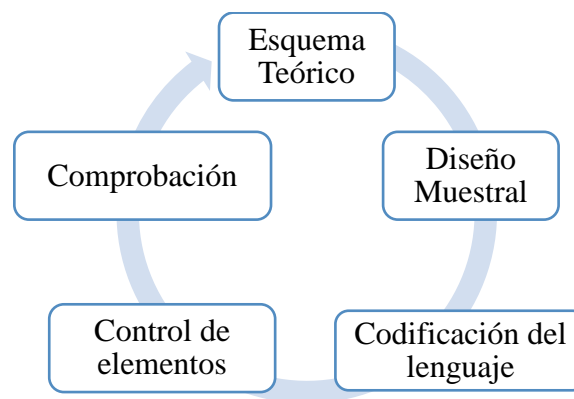 Esquema
Teórico
Diseño
Muestral
Codificación del
lenguaje
Control de
elementos
Comprobación